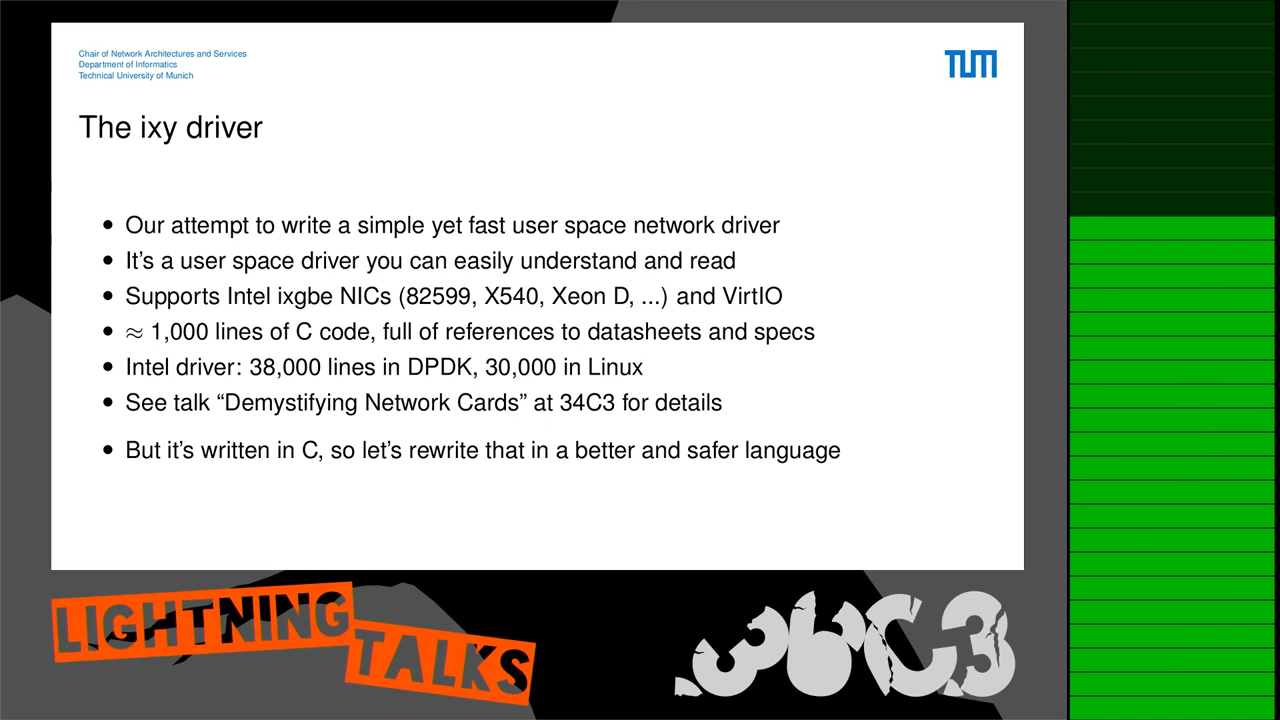 Chair of Network Architectures and Services
Department of Informatics
Technical University of Munich
TUM
The ixy driver
• Our attempt to write a simple yet fast user space network driver
• It's a user space driver you can easily understand and read
• Supports Intel ixgbe NICs (82599, X540, Xeon D, ...) and VirtIO
• ≈ 1,000 lines of C code, full of references to datasheets and specs
• Intel driver: 38,000 lines in DPDK, 30,000 in Linux
• See talk “Demystifying Network Cards” at 34C3 for details
• But it's written in C, so let's rewrite that in a better and safer language
LIGHTNING
TALKS
.36C3